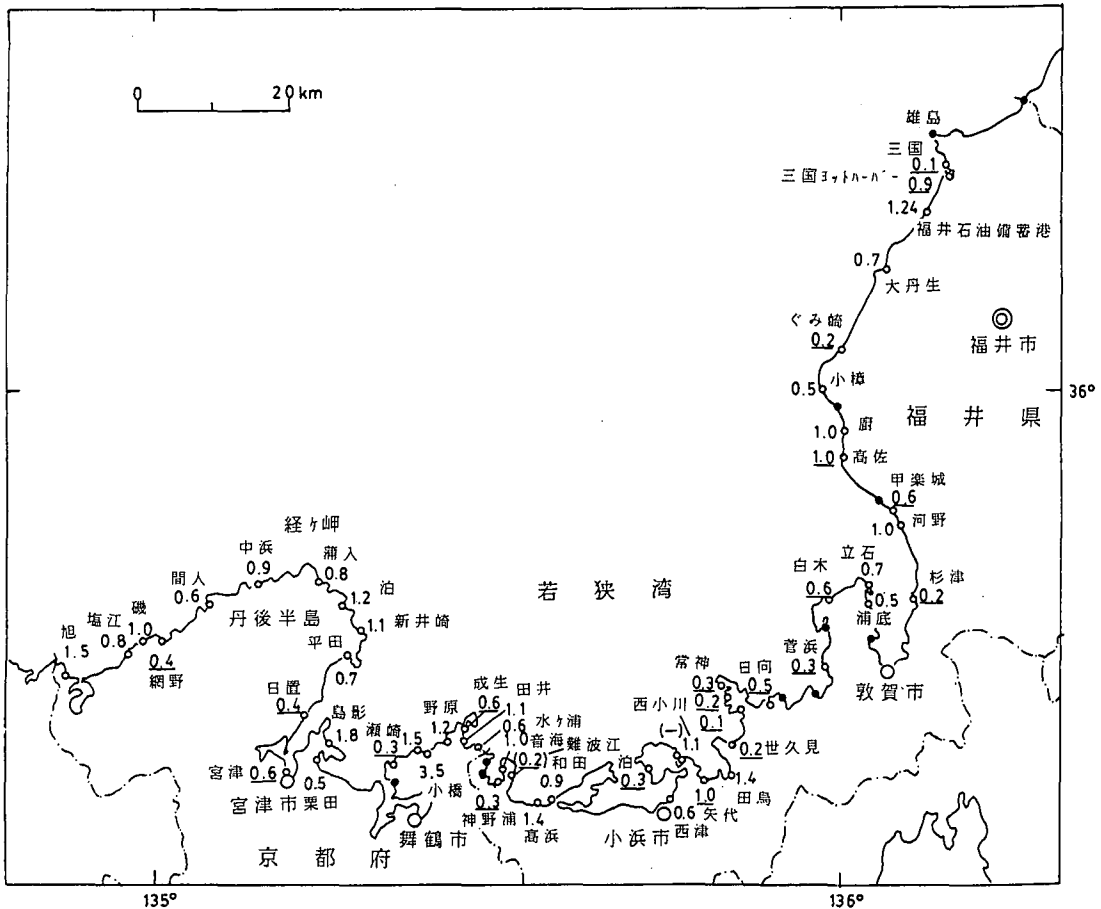 0 20km
雄島
三国
0.1
三国ヨットハーバー
0.9
1.24
福井石油備蓄港
0.7
大丹生
ぐみ崎
0.2
福井市
0.5
小樟
36°
福井県
1.0
廚
1.0
高佐
甲楽城
0.6
1.0
河野
経ヶ岬
中浜
0.9
蒲入
0.8
間人
0.6
丹後半島
若狭湾
立石
0.7
白木
0.6
0.5
浦底
杉津
0.2
泊
1.2
新井崎
1.1
磯
1.0
塩江
0.8
旭
1.5
0.4
網野
平田
0.7
菅浜
0.3
敦賀市
常神
0.3
日向
0.5
0.2
西小川
0.1
(—)
1.1
日置
0.4
島影
1.8
瀬崎
0.3
野原
1.2
1.5
成生
0.6
田井
1.1
水ヶ浦
0.6
音海
1.0
難波江
(0.2)
和田
0.9
泊
0.3
0.2
世久見
1.4
田烏
1.0
矢代
宮津
0.6
宮津市
栗田
0.5
3.5
小橋
舞鶴市
0.3
神野浦
1.4
高浜
小浜市
0.6
西津
京都府
135°
136°